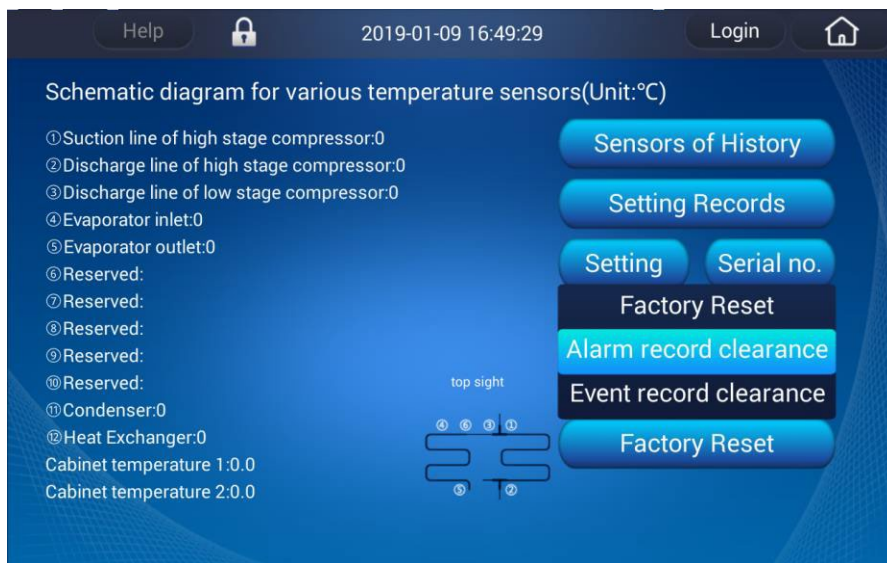 Help 2019-01-09 16:49:29 Login
Schematic diagram for various temperature sensors(Unit:℃)
①Suction line of high stage compressor:0
②Discharge line of high stage compressor:0
③Discharge line of low stage compressor:0
④Evaporator inlet:0
⑤Evaporator outlet:0
⑥Reserved:
⑦Reserved:
⑧Reserved:
⑨Reserved:
⑩Reserved:
⑪Condenser:0
⑫Heat Exchanger:0
Cabinet temperature 1:0.0
Cabinet temperature 2:0.0
top sight
④ ⑥ ③ ①
⑤ ②
Sensors of History
Setting Records
Setting Serial no.
Factory Reset
Alarm record clearance
Event record clearance
Factory Reset